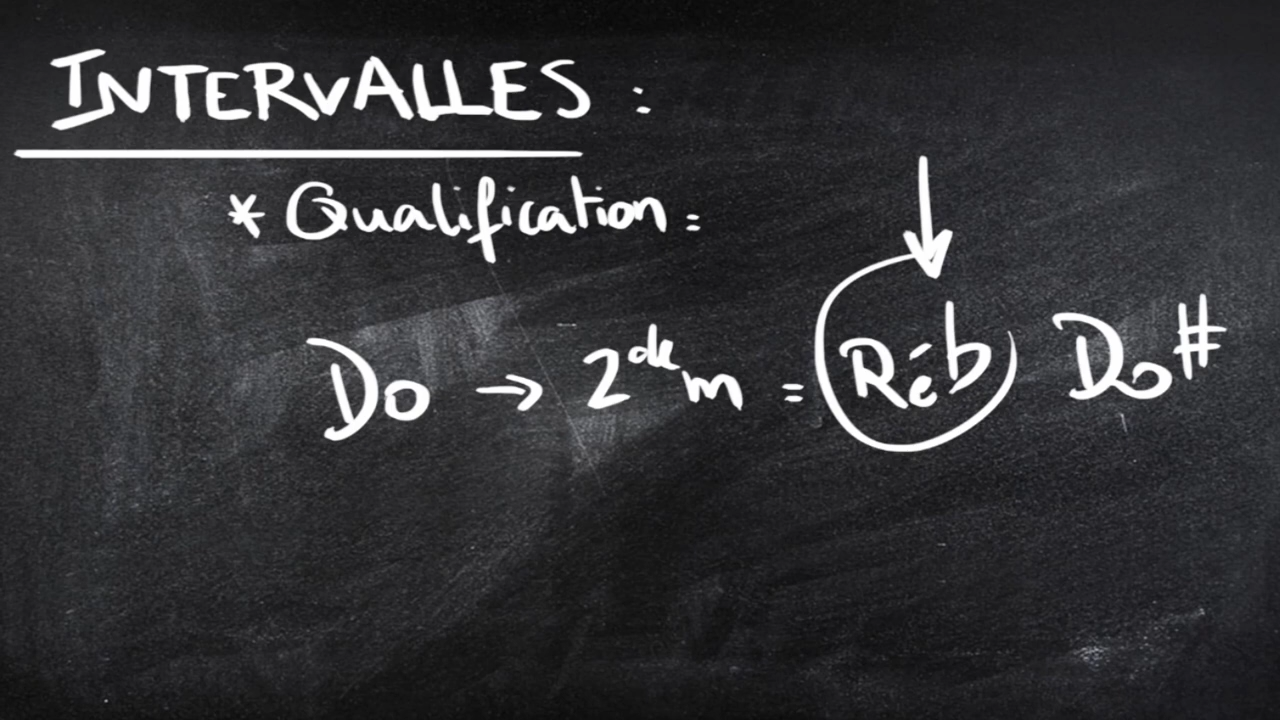 INTERVALLES :
* Qualification :
Do → 2de m = Réb Do#